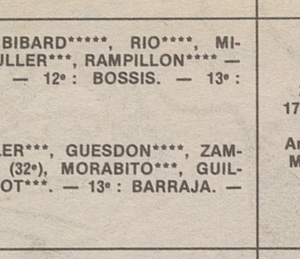 BIBARD*****, RIO****, MI-
ULLER***, RAMPILLON**** —
— 12e : BOSSIS. — 13e :
LER***, GUESDON****, ZAM-
(32e), MORABITO***, GUIL-
OT***. — 13e : BARRAJA. —
17
Ar
M